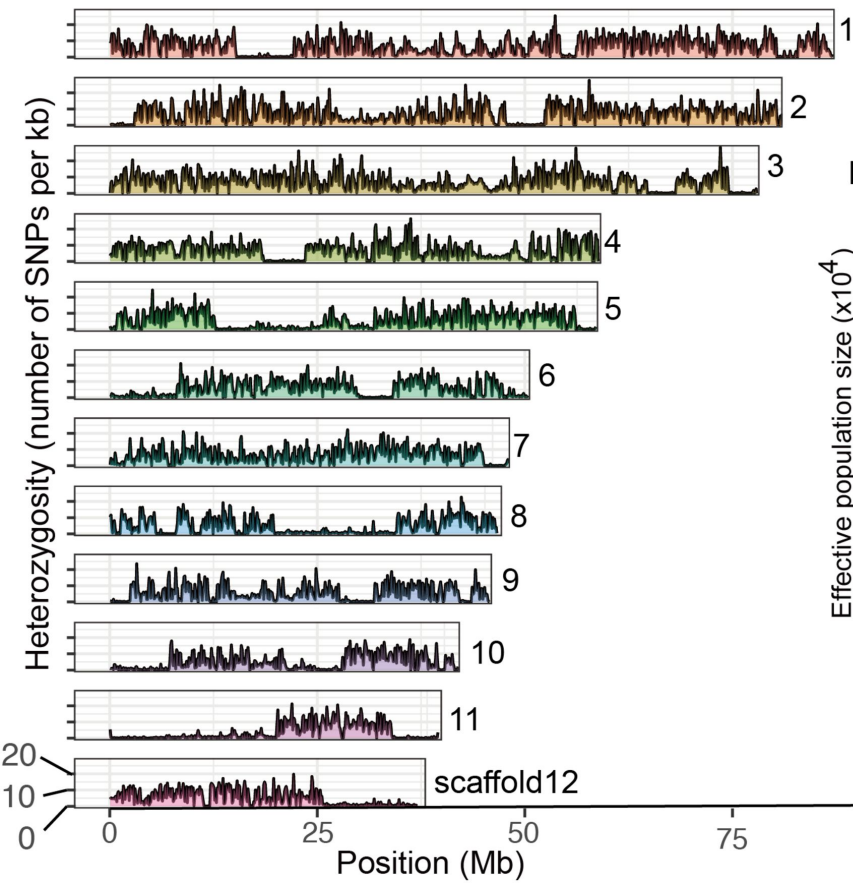 Heterozygosity (number of SNPs per kb)
1
2
3
4
5
6
7
8
9
10
11
scaffold12
20
10
0
0 25 50 75
Position (Mb)
Effective population size (x10⁴)